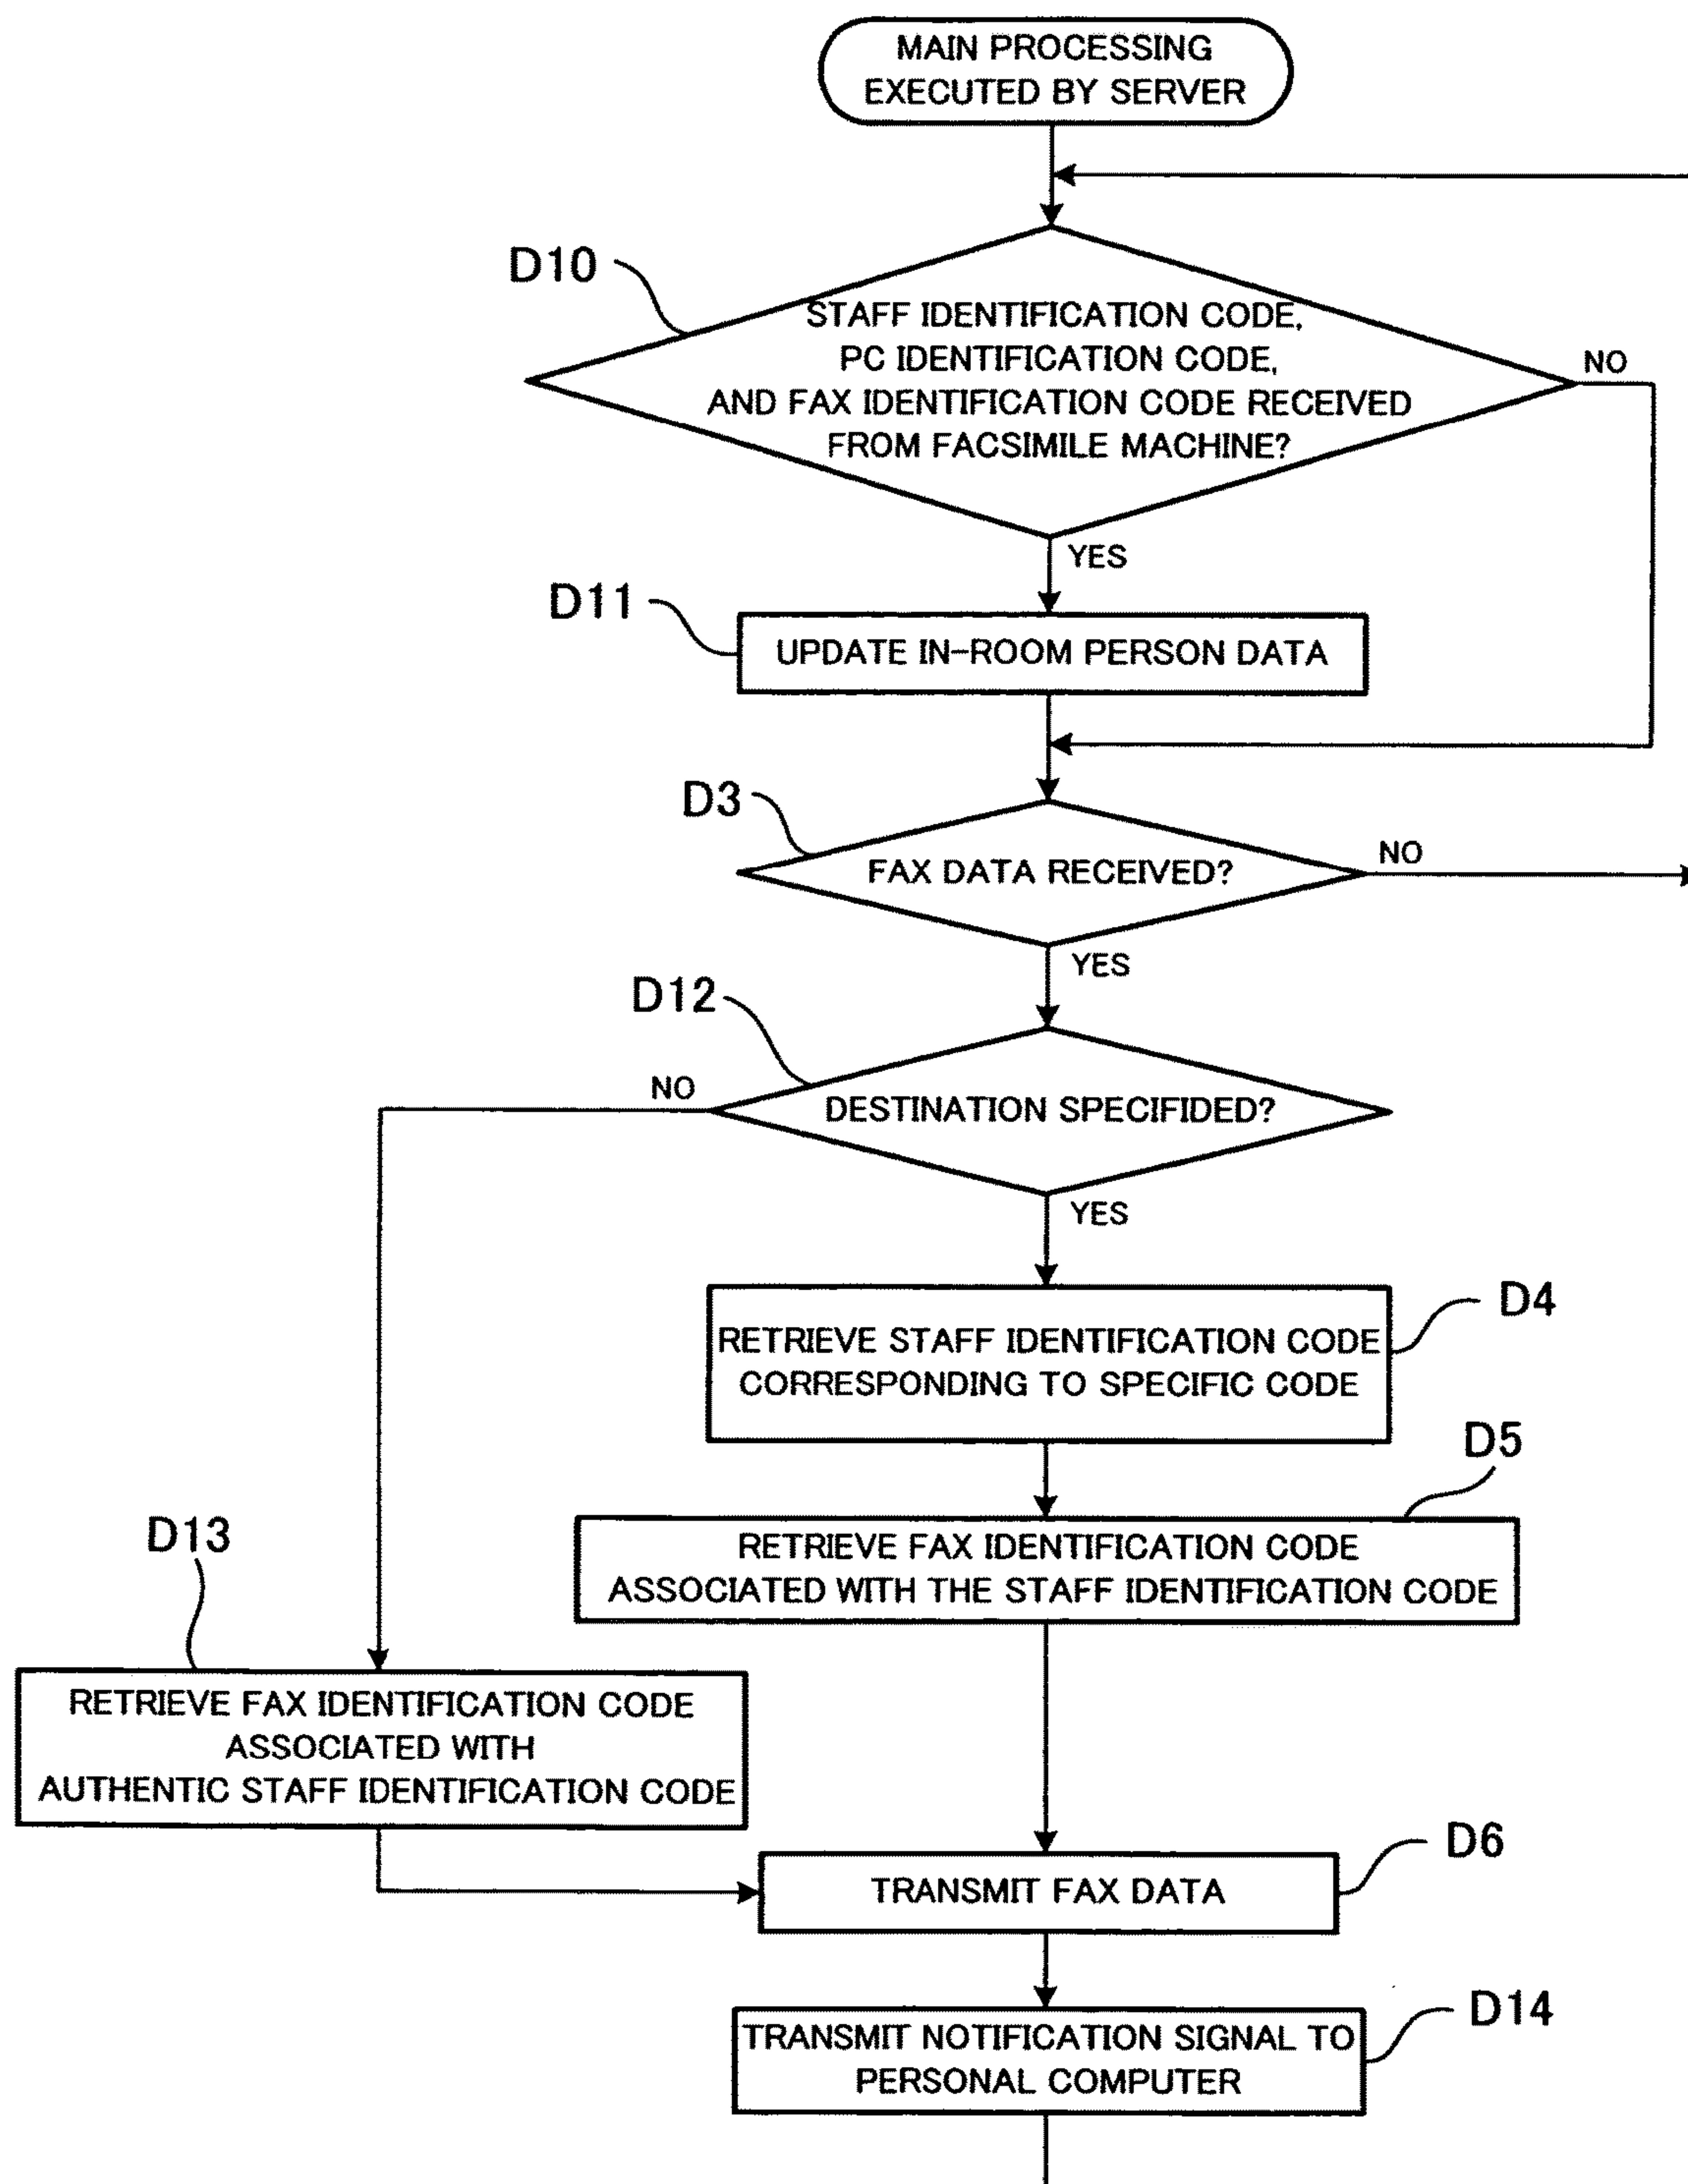 MAIN PROCESSING
EXECUTED BY SERVER
D10
STAFF IDENTIFICATION CODE,
PC IDENTIFICATION CODE,
AND FAX IDENTIFICATION CODE RECEIVED
FROM FACSIMILE MACHINE?
NO
YES
D11
UPDATE IN-ROOM PERSON DATA
D3
FAX DATA RECEIVED?
NO
YES
D12
NO
DESTINATION SPECIFIDED?
YES
D4
RETRIEVE STAFF IDENTIFICATION CODE
CORRESPONDING TO SPECIFIC CODE
D5
RETRIEVE FAX IDENTIFICATION CODE
ASSOCIATED WITH THE STAFF IDENTIFICATION CODE
D13
RETRIEVE FAX IDENTIFICATION CODE
ASSOCIATED WITH
AUTHENTIC STAFF IDENTIFICATION CODE
D6
TRANSMIT FAX DATA
D14
TRANSMIT NOTIFICATION SIGNAL TO
PERSONAL COMPUTER